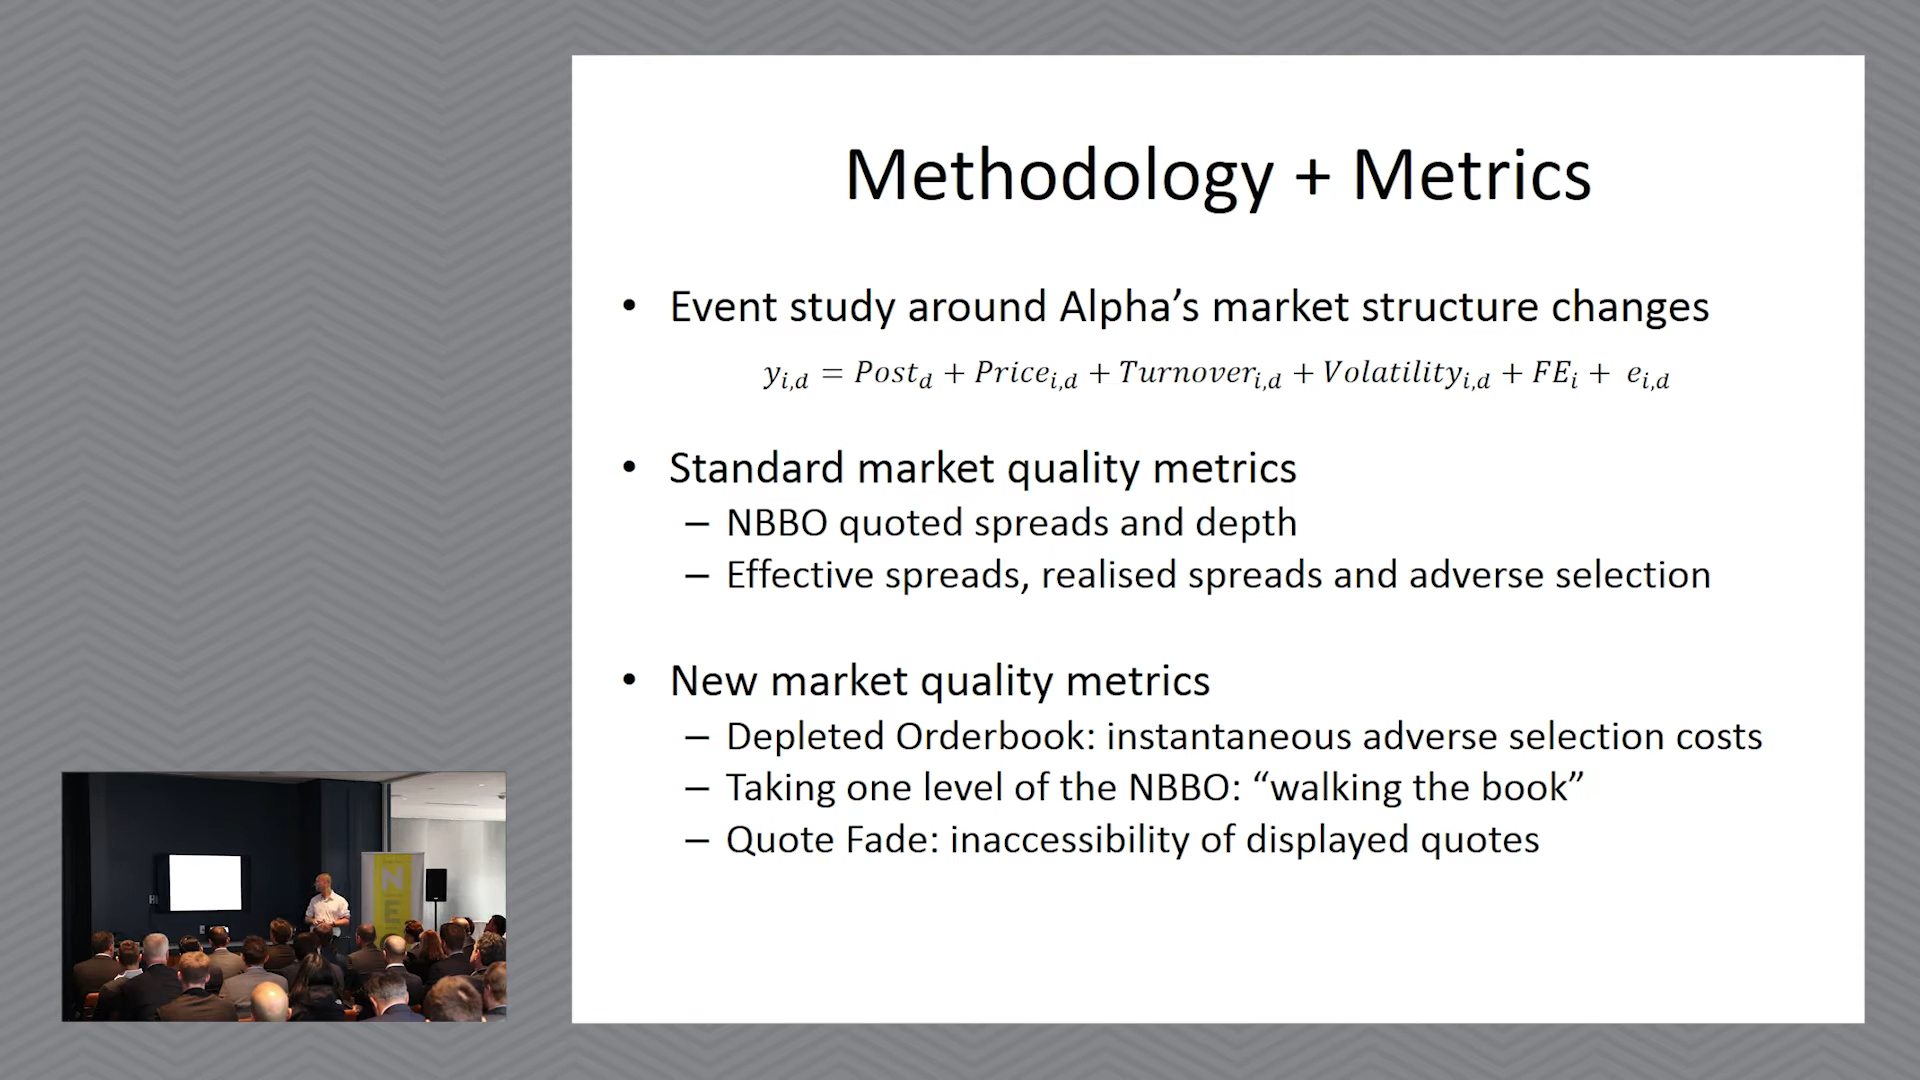 Methodology + Metrics
• Event study around Alpha’s market structure changes
y_{i,d} = Post_d + Price_{i,d} + Turnover_{i,d} + Volatility_{i,d} + FE_i + e_{i,d}
• Standard market quality metrics
– NBBO quoted spreads and depth
– Effective spreads, realised spreads and adverse selection
• New market quality metrics
– Depleted Orderbook: instantaneous adverse selection costs
– Taking one level of the NBBO: “walking the book”
– Quote Fade: inaccessibility of displayed quotes
N
E